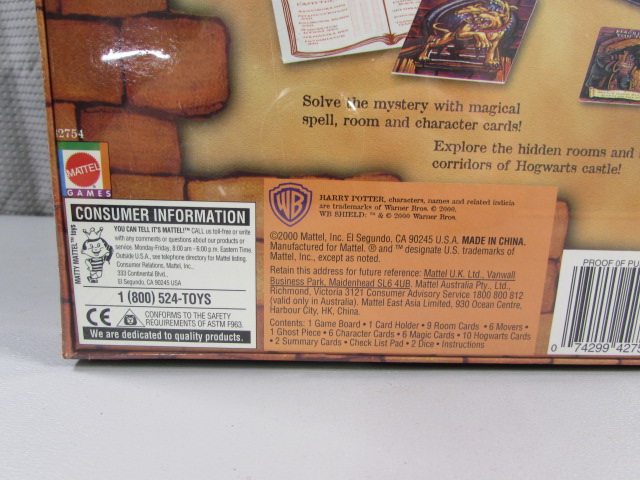 Solve the mystery with magical
spell, room and character cards!
Explore the hidden rooms and
corridors of Hogwarts castle!
2754
MATTEL
GAMES
CONSUMER INFORMATION
MATTY MATTEL™ toys
YOU CAN TELL IT'S MATTEL!™ CALL us toll-free or write
with any comments or questions about our products or
service. Monday-Friday, 8:00 am - 6:00 p.m. Eastern Time.
Outside U.S.A., see telephone directory for Mattel listing.
Consumer Relations, Mattel, Inc.,
333 Continental Blvd.,
El Segundo, CA 90245 USA
1 (800) 524-TOYS
CE
CONFORMS TO THE SAFETY
REQUIREMENTS OF ASTM F963.
We are dedicated to quality products.
WB
HARRY POTTER, characters, names and related indicia
are trademarks of Warner Bros. © 2000.
WB SHIELD: ™ & © 2000 Warner Bros.
©2000 Mattel, Inc. El Segundo, CA 90245 U.S.A. MADE IN CHINA.
Manufactured for Mattel. ® and ™ designate U.S. trademarks of
Mattel, Inc., except as noted.
Retain this address for future reference: Mattel U.K. Ltd., Vanwall
Business Park, Maidenhead SL6 4UB. Mattel Australia Pty., Ltd.,
Richmond, Victoria 3121 Consumer Advisory Service 1800 800 812
(valid only in Australia). Mattel East Asia Limited, 930 Ocean Centre,
Harbour City, HK, China.
Contents: 1 Game Board • 1 Card Holder • 9 Room Cards • 6 Movers •
1 Ghost Piece • 6 Character Cards • 6 Magic Cards • 10 Hogwarts Cards
• 2 Summary Cards • Check List Pad • 2 Dice • Instructions
PROOF OF PU
0 74299 4275